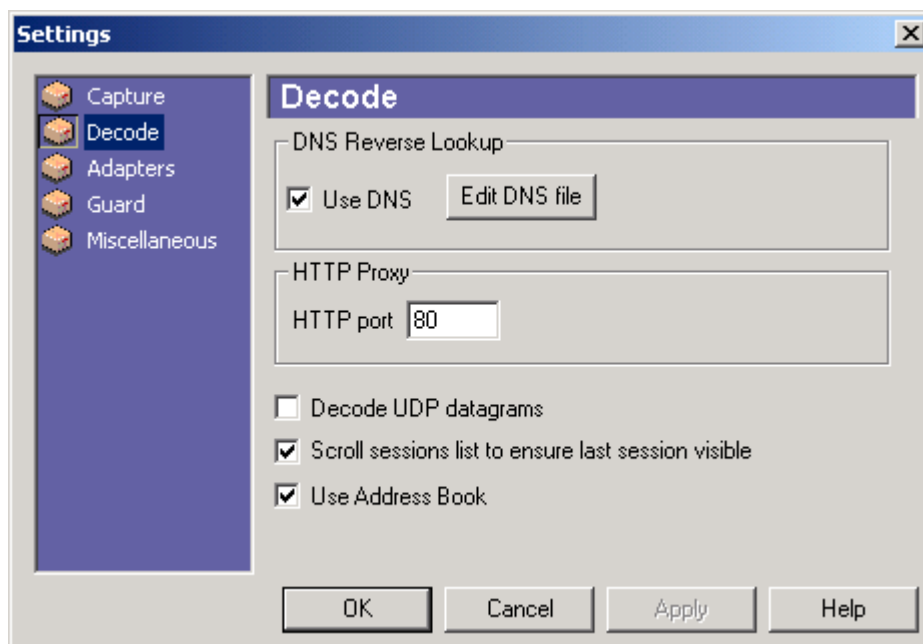 Settings
Capture
Decode
Adapters
Guard
Miscellaneous
Decode
DNS Reverse Lookup
Use DNS Edit DNS file
HTTP Proxy
HTTP port 80
Decode UDP datagrams
Scroll sessions list to ensure last session visible
Use Address Book
OK Cancel Apply Help